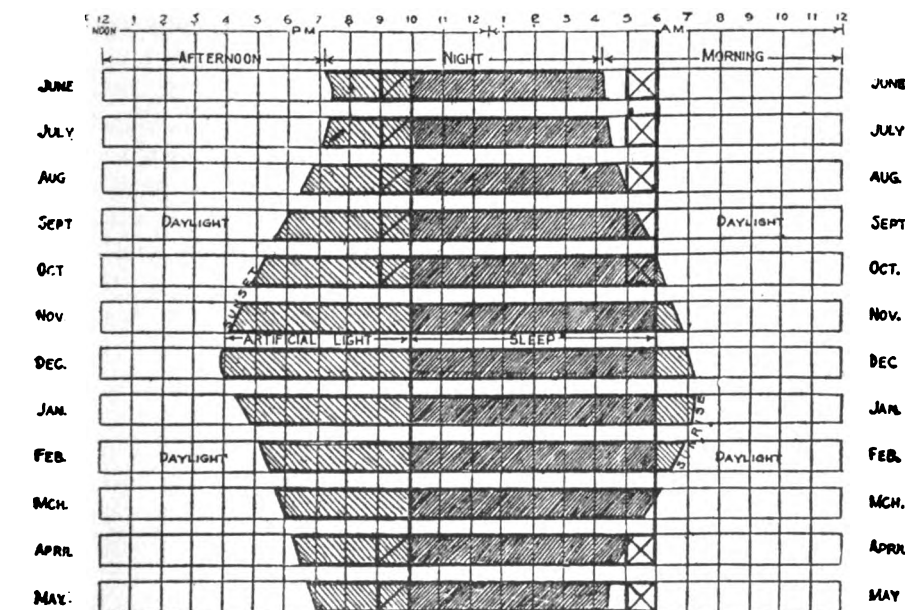 12 1 2 3 4 5 6 7 8 9 10 11 12 1 2 3 4 5 6 7 8 9 10 11 12
NOON PM AM
AFTERNOON NIGHT MORNING
JUNE JUNE
JULY JULY
AUG AUG.
SEPT DAYLIGHT DAYLIGHT SEPT
OCT OCT.
SUNSET
NOV NOV.
ARTIFICIAL LIGHT SLEEP
DEC. DEC
JAN. JAN.
SUNRISE
FEB. DAYLIGHT DAYLIGHT FEB.
MCH. MCH.
APRIL APRIL
MAY. MAY